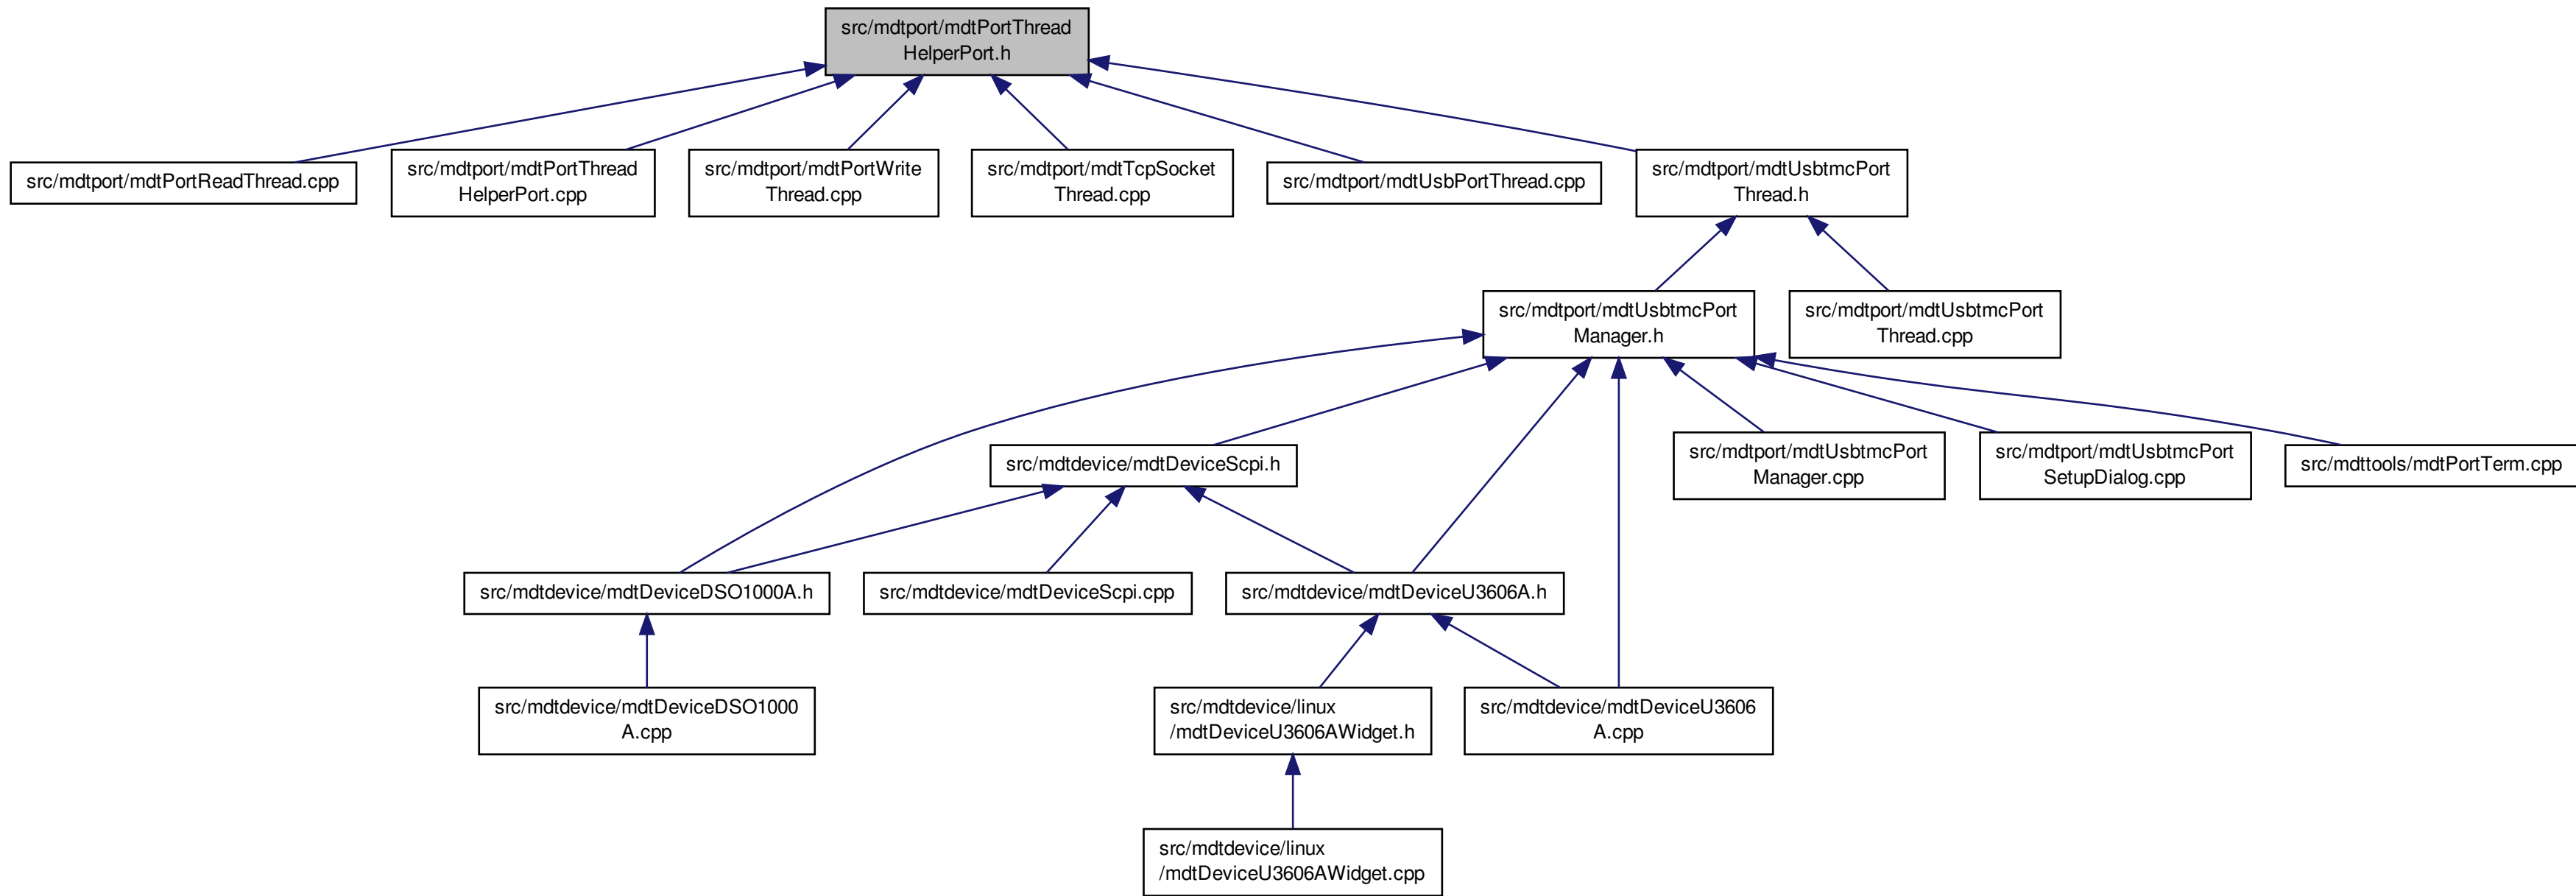 src/mdtport/mdtPortThread
HelperPort.h
src/mdtport/mdtPortReadThread.cpp
src/mdtport/mdtPortThread
HelperPort.cpp
src/mdtport/mdtPortWrite
Thread.cpp
src/mdtport/mdtTcpSocket
Thread.cpp
src/mdtport/mdtUsbPortThread.cpp
src/mdtport/mdtUsbtmcPort
Thread.h
src/mdtport/mdtUsbtmcPort
Manager.h
src/mdtport/mdtUsbtmcPort
Thread.cpp
src/mdtdevice/mdtDeviceScpi.h
src/mdtport/mdtUsbtmcPort
Manager.cpp
src/mdtport/mdtUsbtmcPort
SetupDialog.cpp
src/mdttools/mdtPortTerm.cpp
src/mdtdevice/mdtDeviceDSO1000A.h
src/mdtdevice/mdtDeviceScpi.cpp
src/mdtdevice/mdtDeviceU3606A.h
src/mdtdevice/mdtDeviceDSO1000
A.cpp
src/mdtdevice/linux
/mdtDeviceU3606AWidget.h
src/mdtdevice/mdtDeviceU3606
A.cpp
src/mdtdevice/linux
/mdtDeviceU3606AWidget.cpp